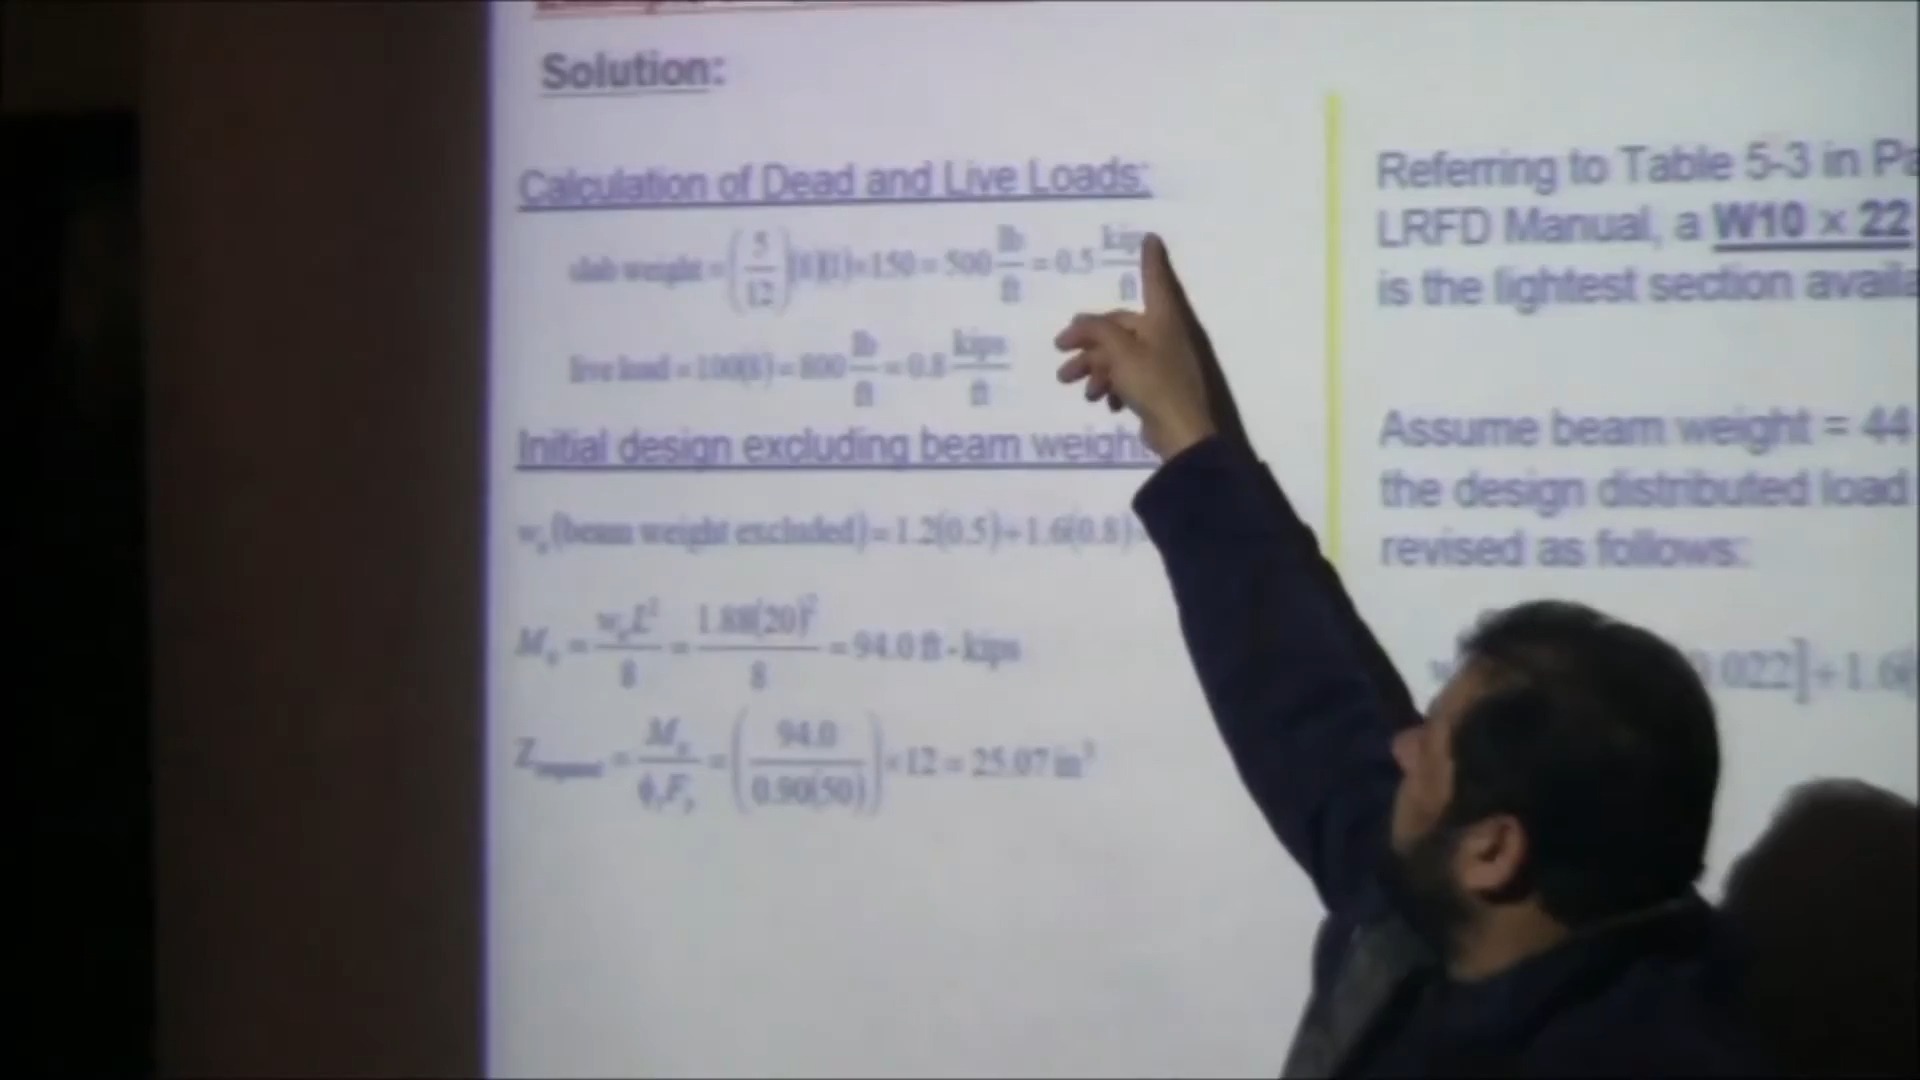 Solution:
Calculation of Dead and Live Loads:
slab weight = (5/12)(8)(1)×150 = 500 lb/ft = 0.5 kips/ft
live load = 100(8) = 800 lb/ft = 0.8 kips/ft
Initial design excluding beam weight
w_u (beam weight excluded) = 1.2(0.5)+1.6(0.8)
M_u = w_u L²/8 = 1.88(20)²/8 = 94.0 ft - kips
Z_required = M_u/ϕ_b F_y = (94.0/0.90(50)) × 12 = 25.07 in³
Referring to Table 5-3 in
LRFD Manual, a W10 × 22
is the lightest section
Assume beam weight = 44
the design distributed load
revised as follows:
022]+1.6